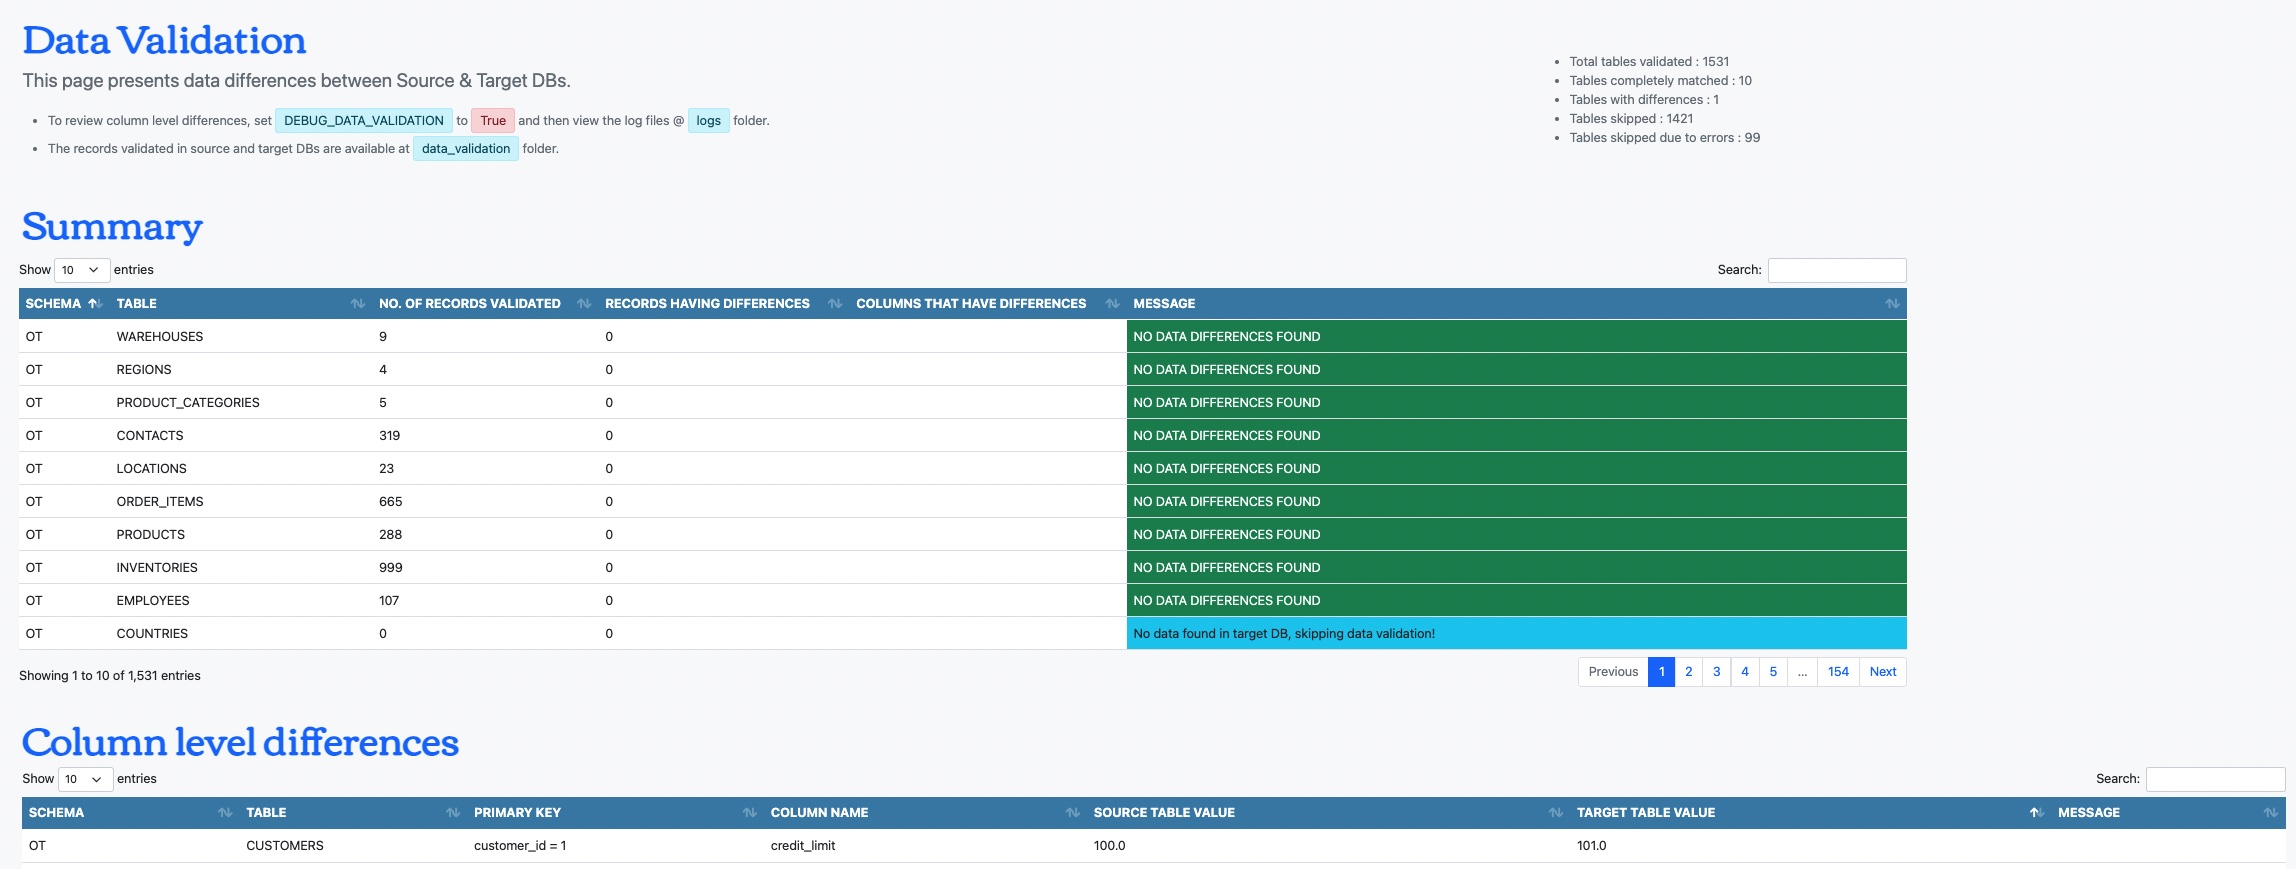 Data Validation
This page presents data differences between Source & Target DBs.
• To review column level differences, set DEBUG_DATA_VALIDATION to True and then view the log files @ logs folder.
• The records validated in source and target DBs are available at data_validation folder.
• Total tables validated : 1531
• Tables completely matched : 10
• Tables with differences : 1
• Tables skipped : 1421
• Tables skipped due to errors : 99
Summary
Show 10 entries Search:
SCHEMA TABLE NO. OF RECORDS VALIDATED RECORDS HAVING DIFFERENCES COLUMNS THAT HAVE DIFFERENCES MESSAGE
OT WAREHOUSES 9 0 NO DATA DIFFERENCES FOUND
OT REGIONS 4 0 NO DATA DIFFERENCES FOUND
OT PRODUCT_CATEGORIES 5 0 NO DATA DIFFERENCES FOUND
OT CONTACTS 319 0 NO DATA DIFFERENCES FOUND
OT LOCATIONS 23 0 NO DATA DIFFERENCES FOUND
OT ORDER_ITEMS 665 0 NO DATA DIFFERENCES FOUND
OT PRODUCTS 288 0 NO DATA DIFFERENCES FOUND
OT INVENTORIES 999 0 NO DATA DIFFERENCES FOUND
OT EMPLOYEES 107 0 NO DATA DIFFERENCES FOUND
OT COUNTRIES 0 0 No data found in target DB, skipping data validation!
Showing 1 to 10 of 1,531 entries Previous 1 2 3 4 5 ... 154 Next
Column level differences
Show 10 entries Search:
SCHEMA TABLE PRIMARY KEY COLUMN NAME SOURCE TABLE VALUE TARGET TABLE VALUE MESSAGE
OT CUSTOMERS customer_id = 1 credit_limit 100.0 101.0